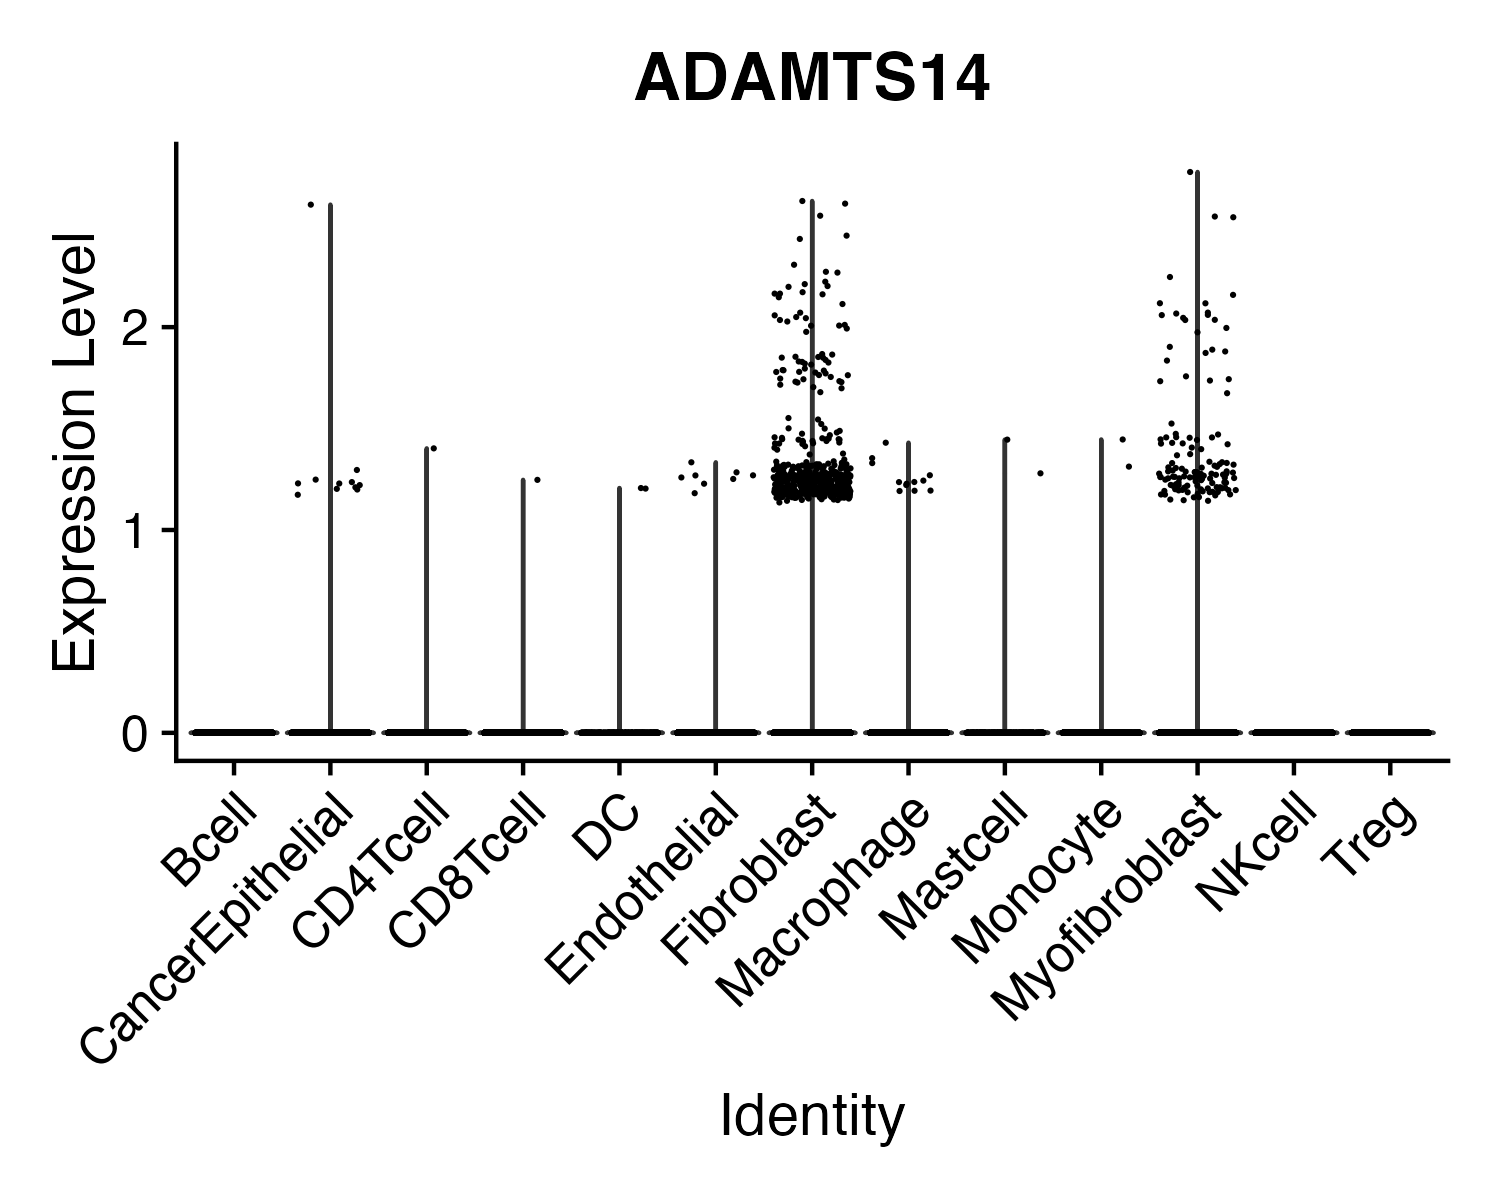 ADAMTS14
Expression Level
2
1
0
Bcell
CancerEpithelial
CD4Tcell
CD8Tcell
DC
Endothelial
Fibroblast
Macrophage
Mastcell
Monocyte
Myofibroblast
NKcell
Treg
Identity